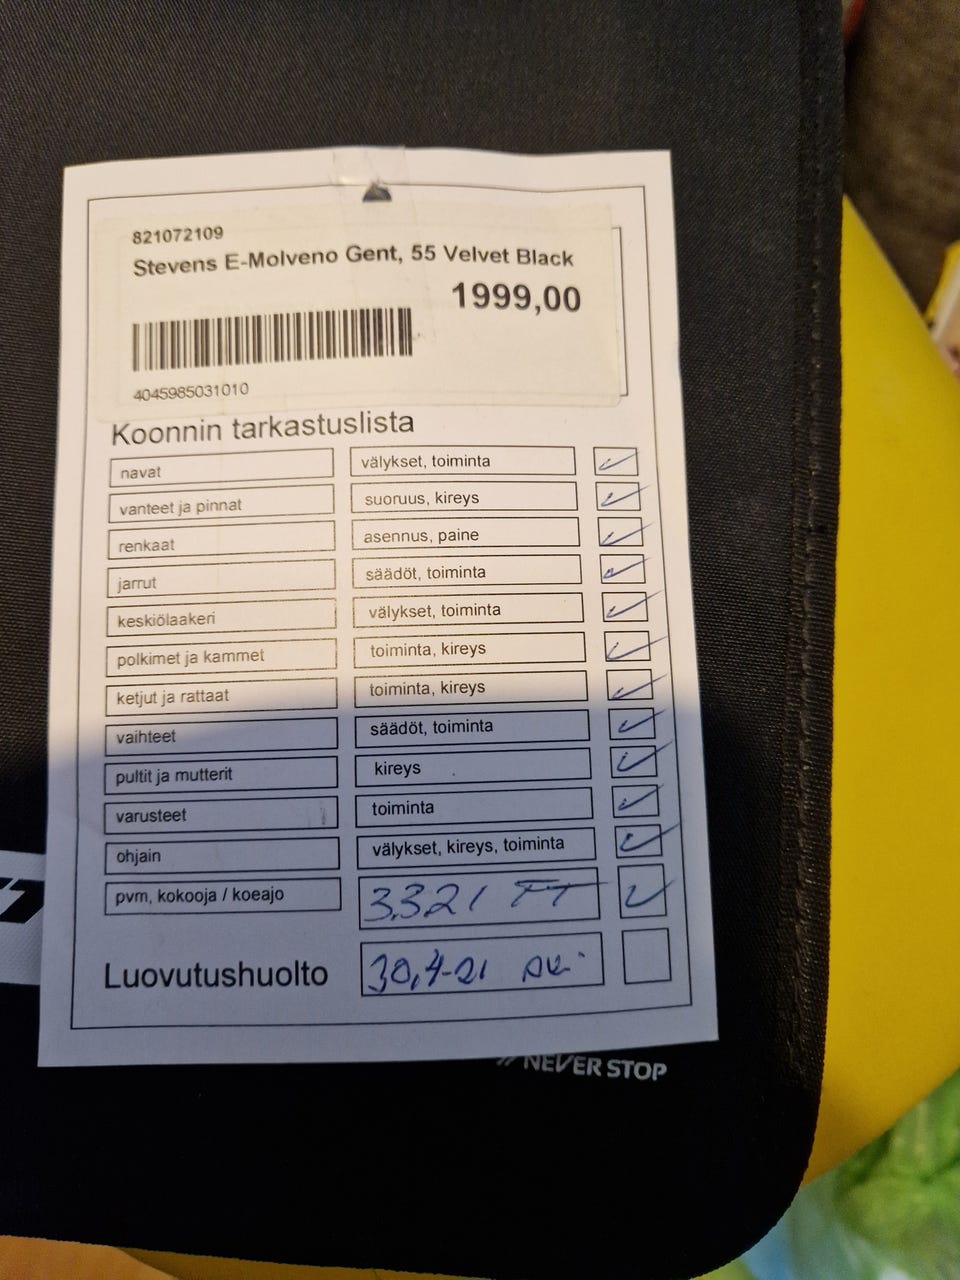 821072109
Stevens E-Molveno Gent, 55 Velvet Black
1999,00
4045985031010
Koonnin tarkastuslista
navat välykset, toiminta
vanteet ja pinnat suoruus, kireys
renkaat asennus, paine
jarrut säädöt, toiminta
keskiölaakeri välykset, toiminta
polkimet ja kammet toiminta, kireys
ketjut ja rattaat toiminta, kireys
vaihteet säädöt, toiminta
pultit ja mutterit kireys
varusteet toiminta
ohjain välykset, kireys, toiminta
pvm, kokooja / koeajo 3.3.21 FT
Luovutushuolto 30,4-21
// NEVER STOP